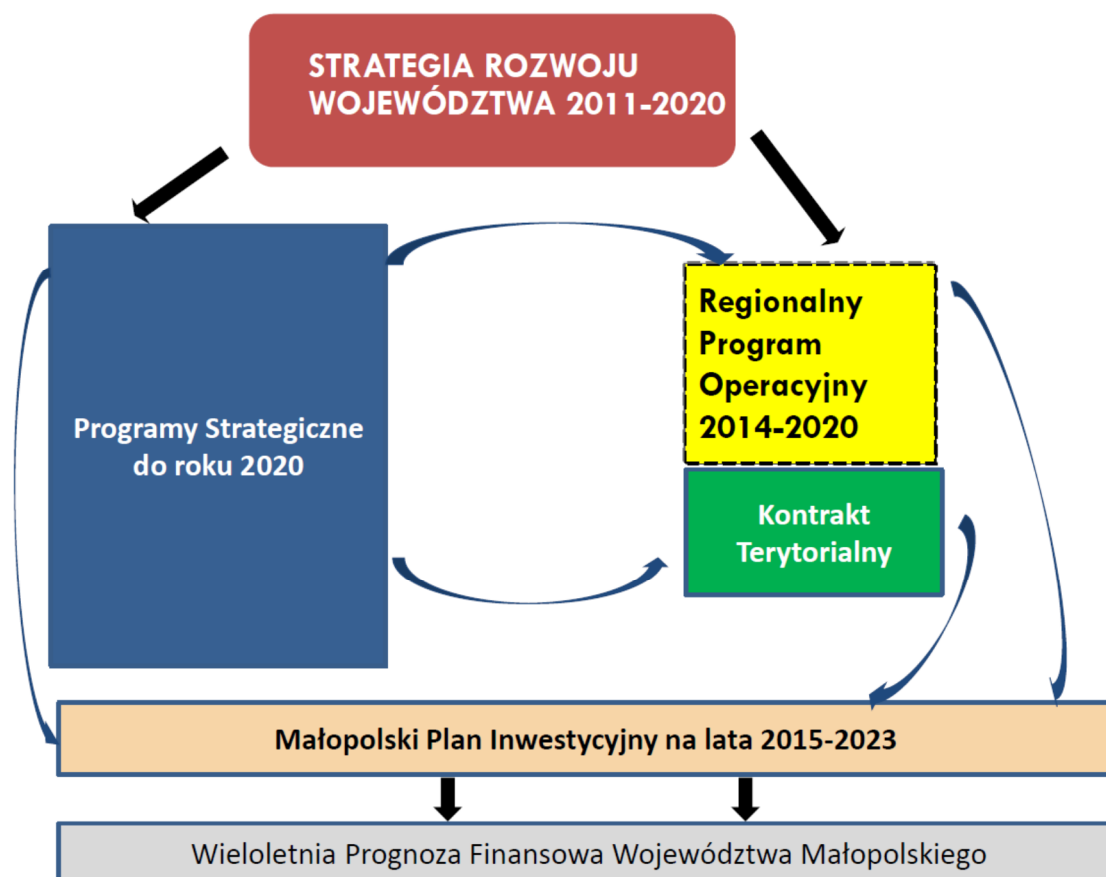 STRATEGIA ROZWOJU
WOJEWÓDZTWA 2011-2020
Programy Strategiczne
do roku 2020
Regionalny
Program
Operacyjny
2014-2020
Kontrakt
Terytorialny
Małopolski Plan Inwestycyjny na lata 2015-2023
Wieloletnia Prognoza Finansowa Województwa Małopolskiego